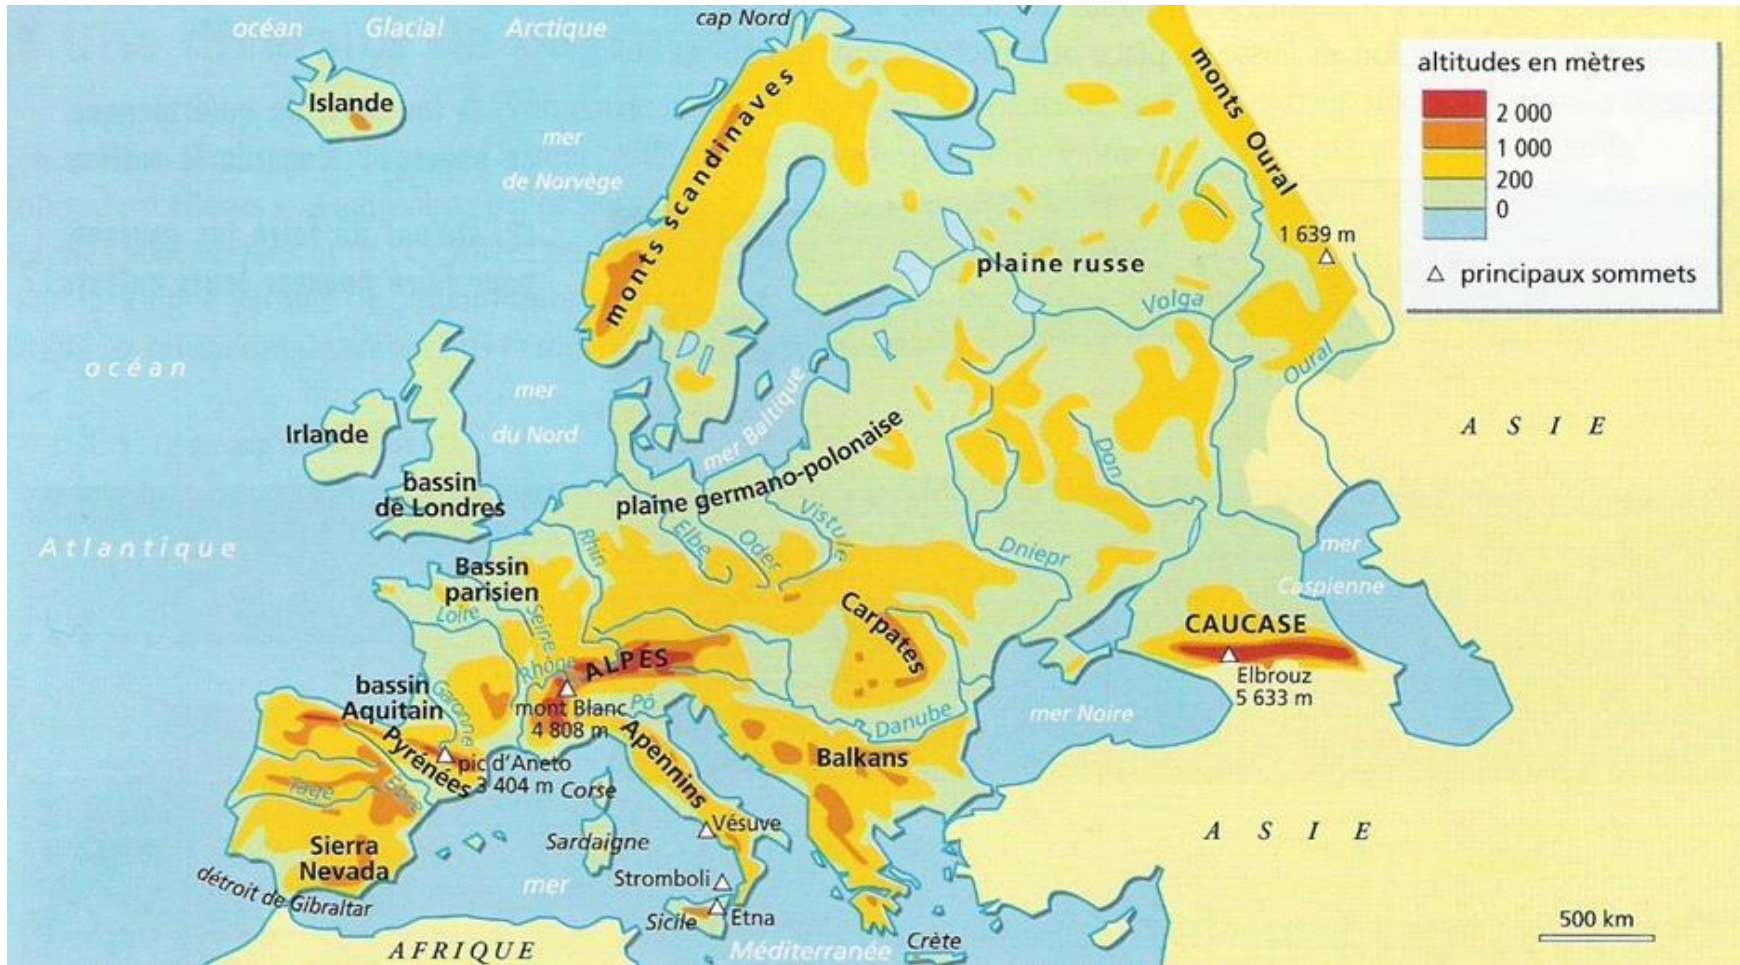 océan Glacial Arctique
cap Nord
Islande
mer
de Norvège
monts scandinaves
monts Oural
1 639 m
altitudes en mètres
2 000
1 000
200
0
principaux sommets
plaine russe
Volga
Oural
océan
Atlantique
mer
du Nord
mer Baltique
Irlande
bassin
de Londres
plaine germano-polonaise
Don
A S I E
Rhin
Elbe
Oder
Vistule
Dniepr
mer
Caspienne
Bassin
parisien
Loire
Seine
Carpates
CAUCASE
Elbrouz
5 633 m
Rhône
ALPES
mont Blanc
4 808 m
Pô
bassin
Aquitain
Garonne
Danube
mer Noire
Pyrénées
pic d'Aneto
3 404 m
Corse
Apennins
Balkans
Tage
Èbre
Vésuve
A S I E
Sierra
Nevada
Sardaigne
Stromboli
détroit de Gibraltar
mer
Méditerranée
Sicile
Etna
Crète
AFRIQUE
500 km